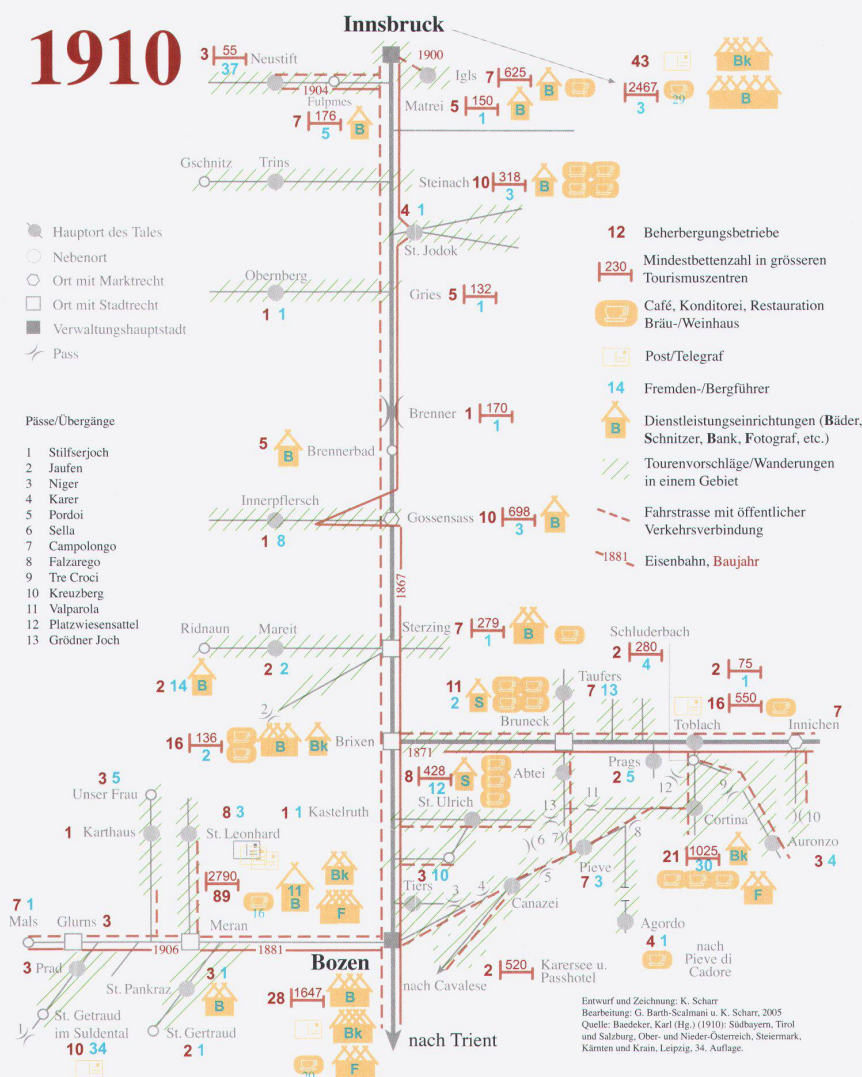 1910
Innsbruck
3 55 Neustift
37
1904
Fulpmes
7 176
5 B
1900
Igls 7 625 B
Matrei 5 150
1 B
43 Bk
2467 29 B
3
Gschnitz Trins
Steinach 10 318
3 B
4 1
St. Jodok
Obernberg
1 1
Gries 5 132
1
Hauptort des Tales
Nebenort
Ort mit Marktrecht
Ort mit Stadtrecht
Verwaltungshauptstadt
Pass
12 Beherbergungsbetriebe
230 Mindestbettenzahl in grösseren
Tourismuszentren
Café, Konditorei, Restauration
Bräu-/Weinhaus
Post/Telegraf
14 Fremden-/Bergführer
B Dienstleistungseinrichtungen (Bäder,
Schnitzer, Bank, Fotograf, etc.)
Tourenvorschläge/Wanderungen
in einem Gebiet
Fahrstrasse mit öffentlicher
Verkehrsverbindung
1881 Eisenbahn, Baujahr
Pässe/Übergänge
1 Stilfserjoch
2 Jaufen
3 Niger
4 Karer
5 Pordoi
6 Sella
7 Campolongo
8 Falzarego
9 Tre Croci
10 Kreuzberg
11 Valparola
12 Platzwiesensattel
13 Grödner Joch
Brenner 1 170
1
5 B Brennerbad
Innerpflersch
1 8
Gossensass 10 698
3 B
1867
Ridnaun Mareit
2 14 B
2 2
2
Sterzing 7 279
1 B
Schluderbach
2 280
4
2 75
1
16 550
Toblach
Innichen 7
11
2 S
Bruneck
Taufers
7 13
16 136
2 B Bk Brixen
1871
8 428
12 S
St. Ulrich
Abtei
Prags
2 5
12
9
10
13 11
6 7
8
Cortina
21 1025 Bk
30
F
Auronzo
3 4
3 5
Unser Frau
1 Karthaus
8 3
St. Leonhard
1 1 Kastelruth
2790
89
16
11
B
Bk
F
3 10
Tiers 3 4 5
Canazei
Pieve
7 3
Agordo
4 1
nach
Pieve di
Cadore
7 1
Mals
Glurns 3
1906
Meran
1881
Bozen
28 1647 B
Bk
20 F
3 Prad
1
St. Pankraz
3 1
B
St. Getraud
im Suldental
10 34
St. Gertraud
2 1
nach Cavalese
2 520 Karersee u.
Passhotel
nach Trient
Entwurf und Zeichnung: K. Scharr
Bearbeitung: G. Barth-Scalmani u. K. Scharr, 2005
Quelle: Baedeker, Karl (Hg.) (1910): Südbayern, Tirol
und Salzburg, Ober- und Nieder-Österreich, Steiermark,
Kärnten und Krain, Leipzig, 34. Auflage.